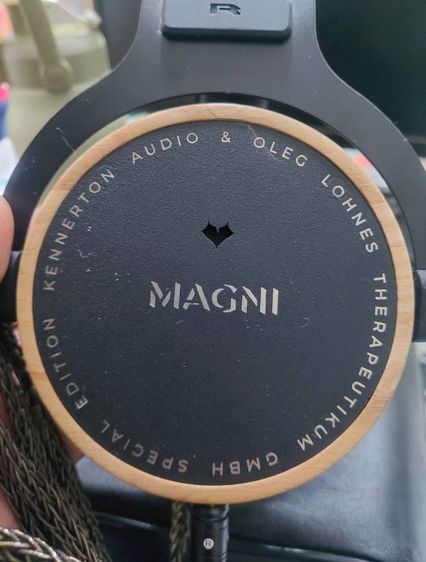 R
KENNERTON AUDIO & OLEG LOHNES THERAPEUTIKUM GMBH SPECIAL EDITION
MAGNI
R